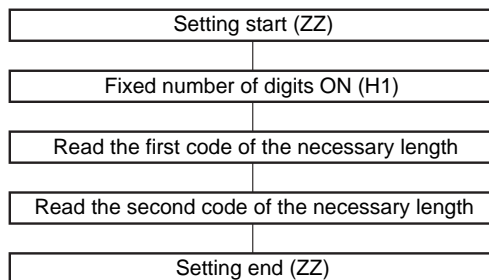 Setting start (ZZ)
Fixed number of digits ON (H1)
Read the first code of the necessary length
Read the second code of the necessary length
Setting end (ZZ)